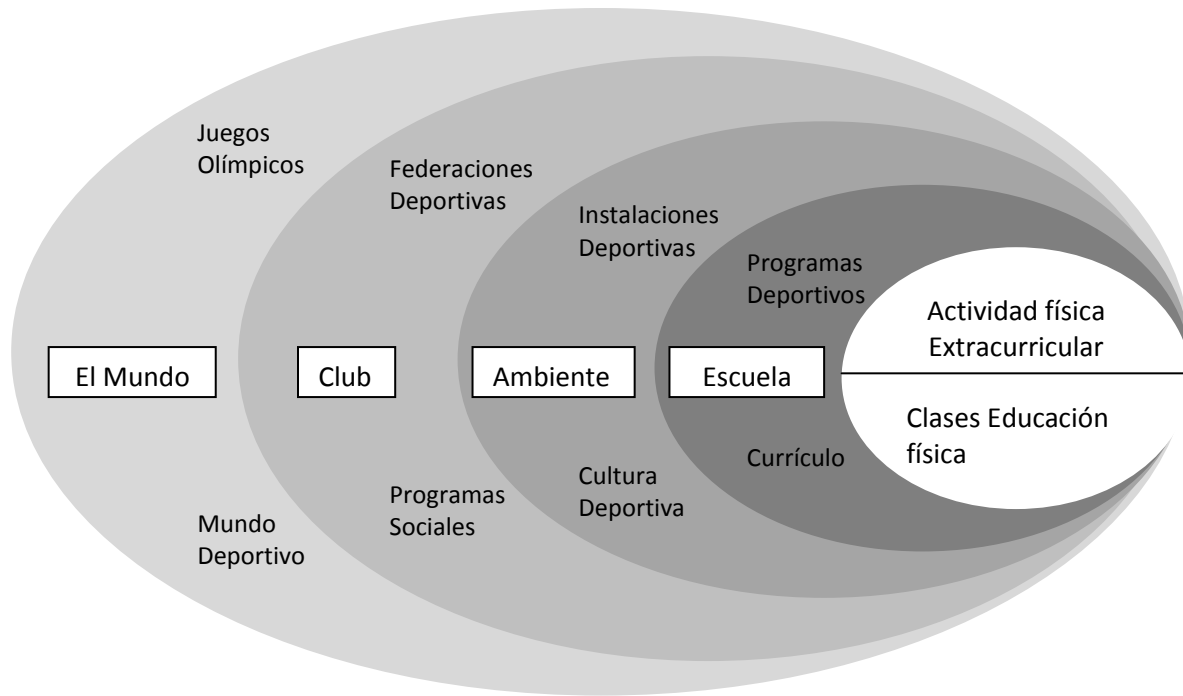 Juegos
Olímpicos
Federaciones
Deportivas
Instalaciones
Deportivas
Programas
Deportivos
Actividad física
Extracurricular
El Mundo
Club
Ambiente
Escuela
Clases Educación
física
Currículo
Cultura
Deportiva
Programas
Sociales
Mundo
Deportivo